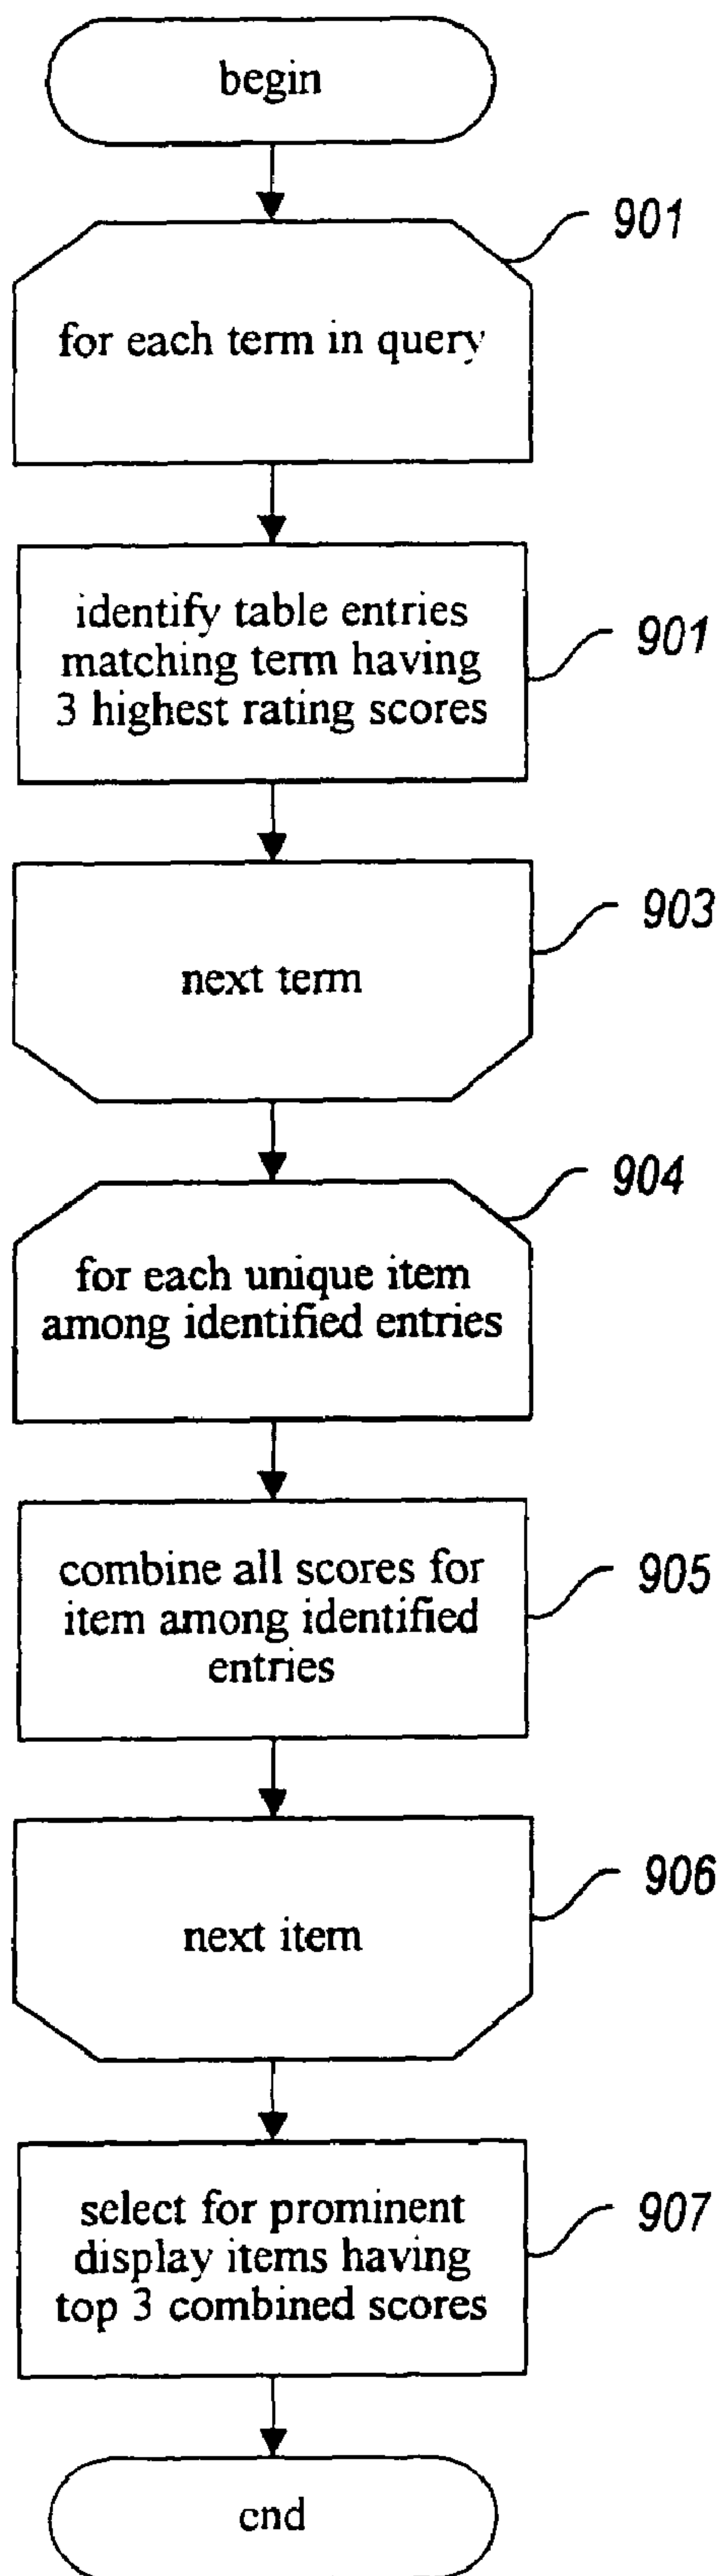 begin
901
for each term in query
identify table entries
matching term having
3 highest rating scores
901
903
next term
904
for each unique item
among identified entries
combine all scores for
item among identified
entries
905
906
next item
select for prominent
display items having
top 3 combined scores
907
end